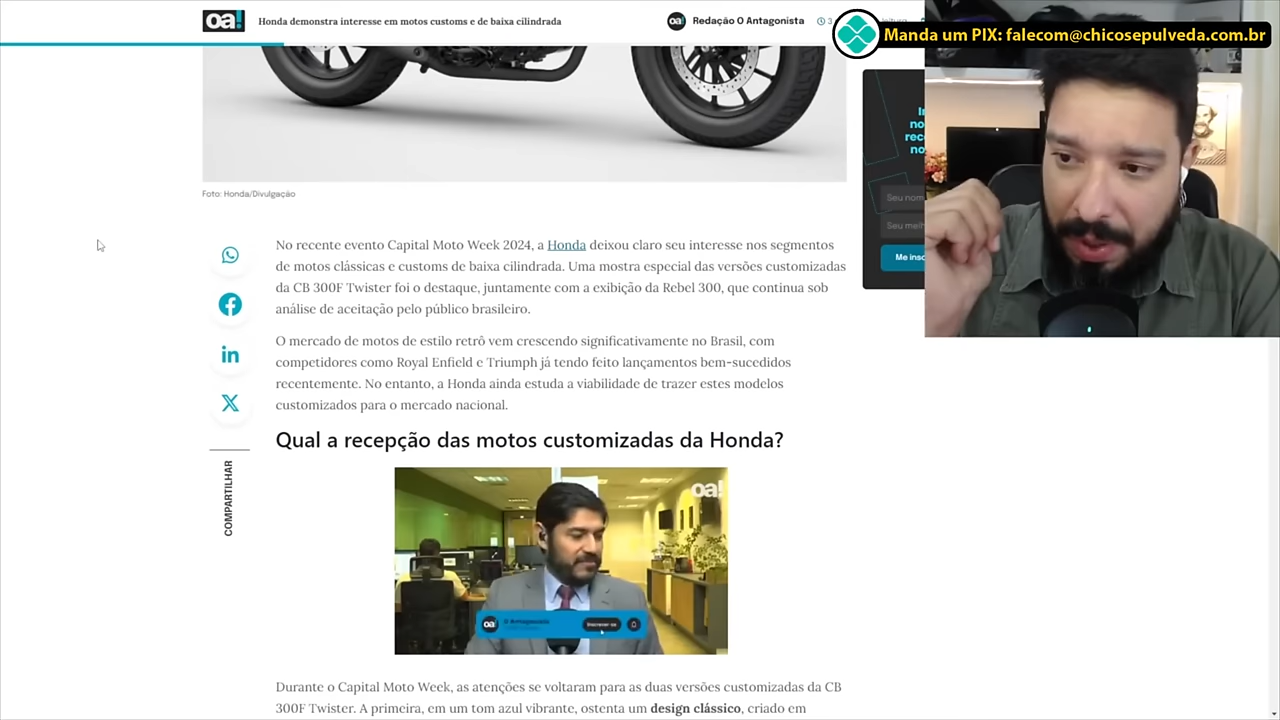 oa!
Honda demonstra interesse em motos customs e de baixa cilindrada
oa!
Redação O Antagonista
Manda um PIX: falecom@chicosepulveda.com.br
Foto: Honda/Divulgação
Seu nom
Seu melh
Me insc
No recente evento Capital Moto Week 2024, a Honda deixou claro seu interesse nos segmentos
de motos clássicas e customs de baixa cilindrada. Uma mostra especial das versões customizadas
da CB 300F Twister foi o destaque, juntamente com a exibição da Rebel 300, que continua sob
análise de aceitação pelo público brasileiro.
O mercado de motos de estilo retrô vem crescendo significativamente no Brasil, com
competidores como Royal Enfield e Triumph já tendo feito lançamentos bem-sucedidos
recentemente. No entanto, a Honda ainda estuda a viabilidade de trazer estes modelos
customizados para o mercado nacional.
COMPARTILHAR
Qual a recepção das motos customizadas da Honda?
oa!
oa!
O Antagonista
Inscrever-se
Durante o Capital Moto Week, as atenções se voltaram para as duas versões customizadas da CB
300F Twister. A primeira, em um tom azul vibrante, ostenta um design clássico, criado em